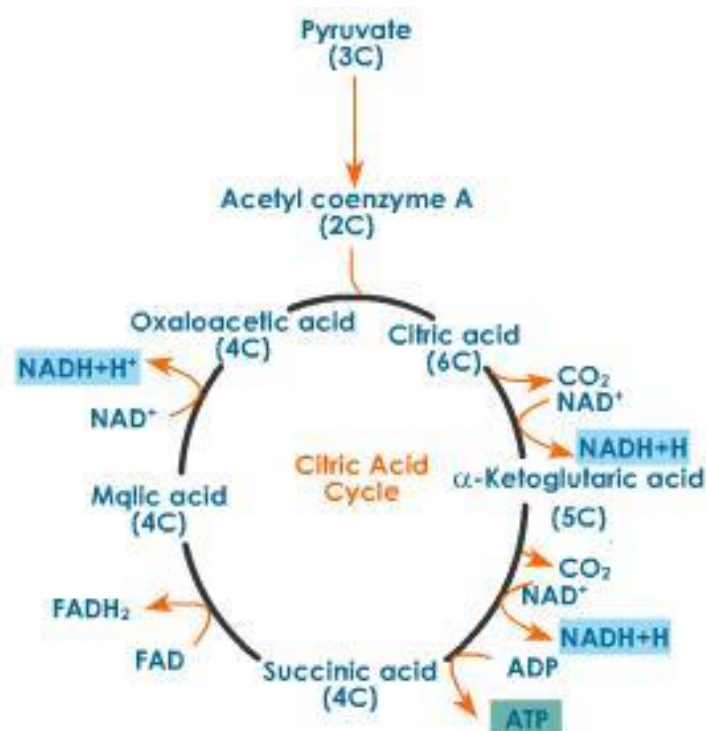 Pyruvate
(3C)
Acetyl coenzyme A
(2C)
Oxaloacetic acid
(4C)
Citric acid
(6C)
NADH+H⁺
NAD⁺
CO₂
NAD⁺
NADH+H
Citric Acid
Cycle
α-Ketoglutaric acid
(5C)
Mqlic acid
(4C)
CO₂
NAD⁺
NADH+H
FADH₂
FAD
Succinic acid
(4C)
ADP
ATP